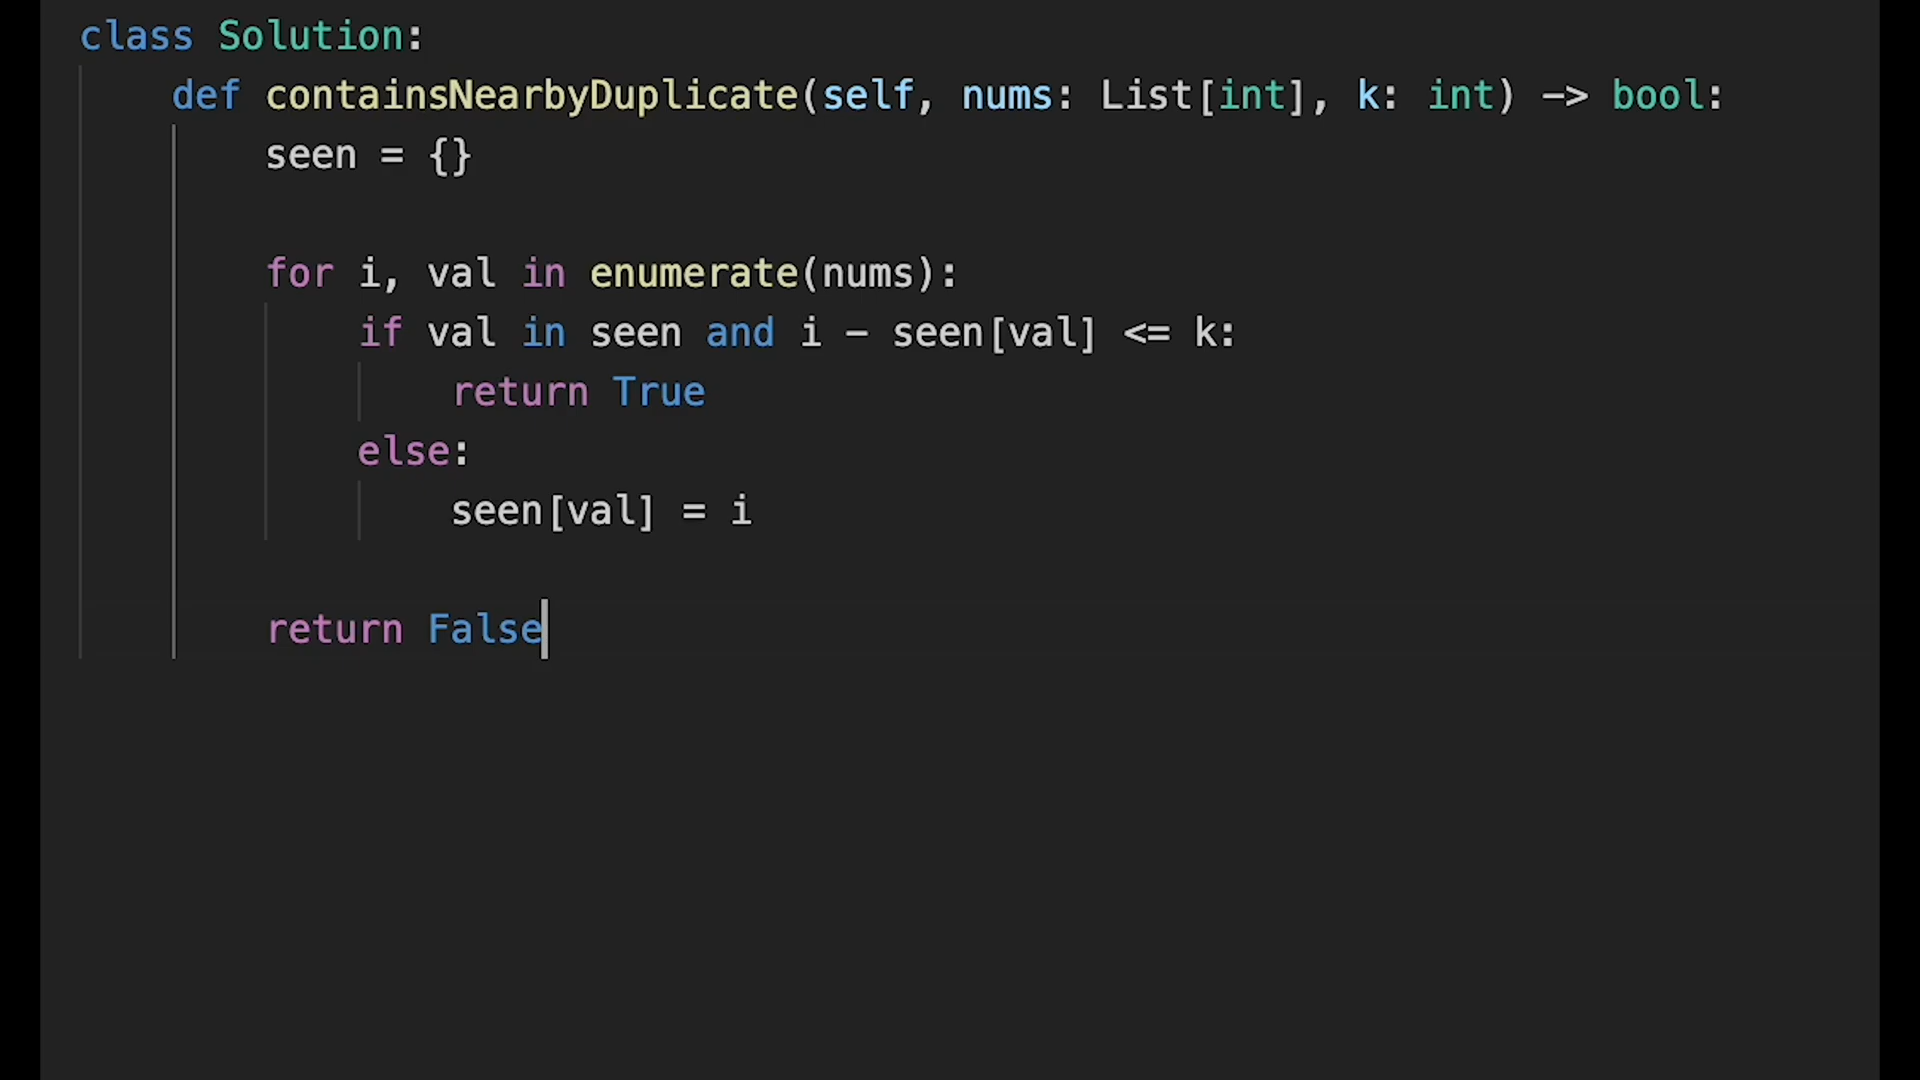 class Solution:
    def containsNearbyDuplicate(self, nums: List[int], k: int) -> bool:
        seen = {}

        for i, val in enumerate(nums):
            if val in seen and i - seen[val] <= k:
                return True
            else:
                seen[val] = i

        return False